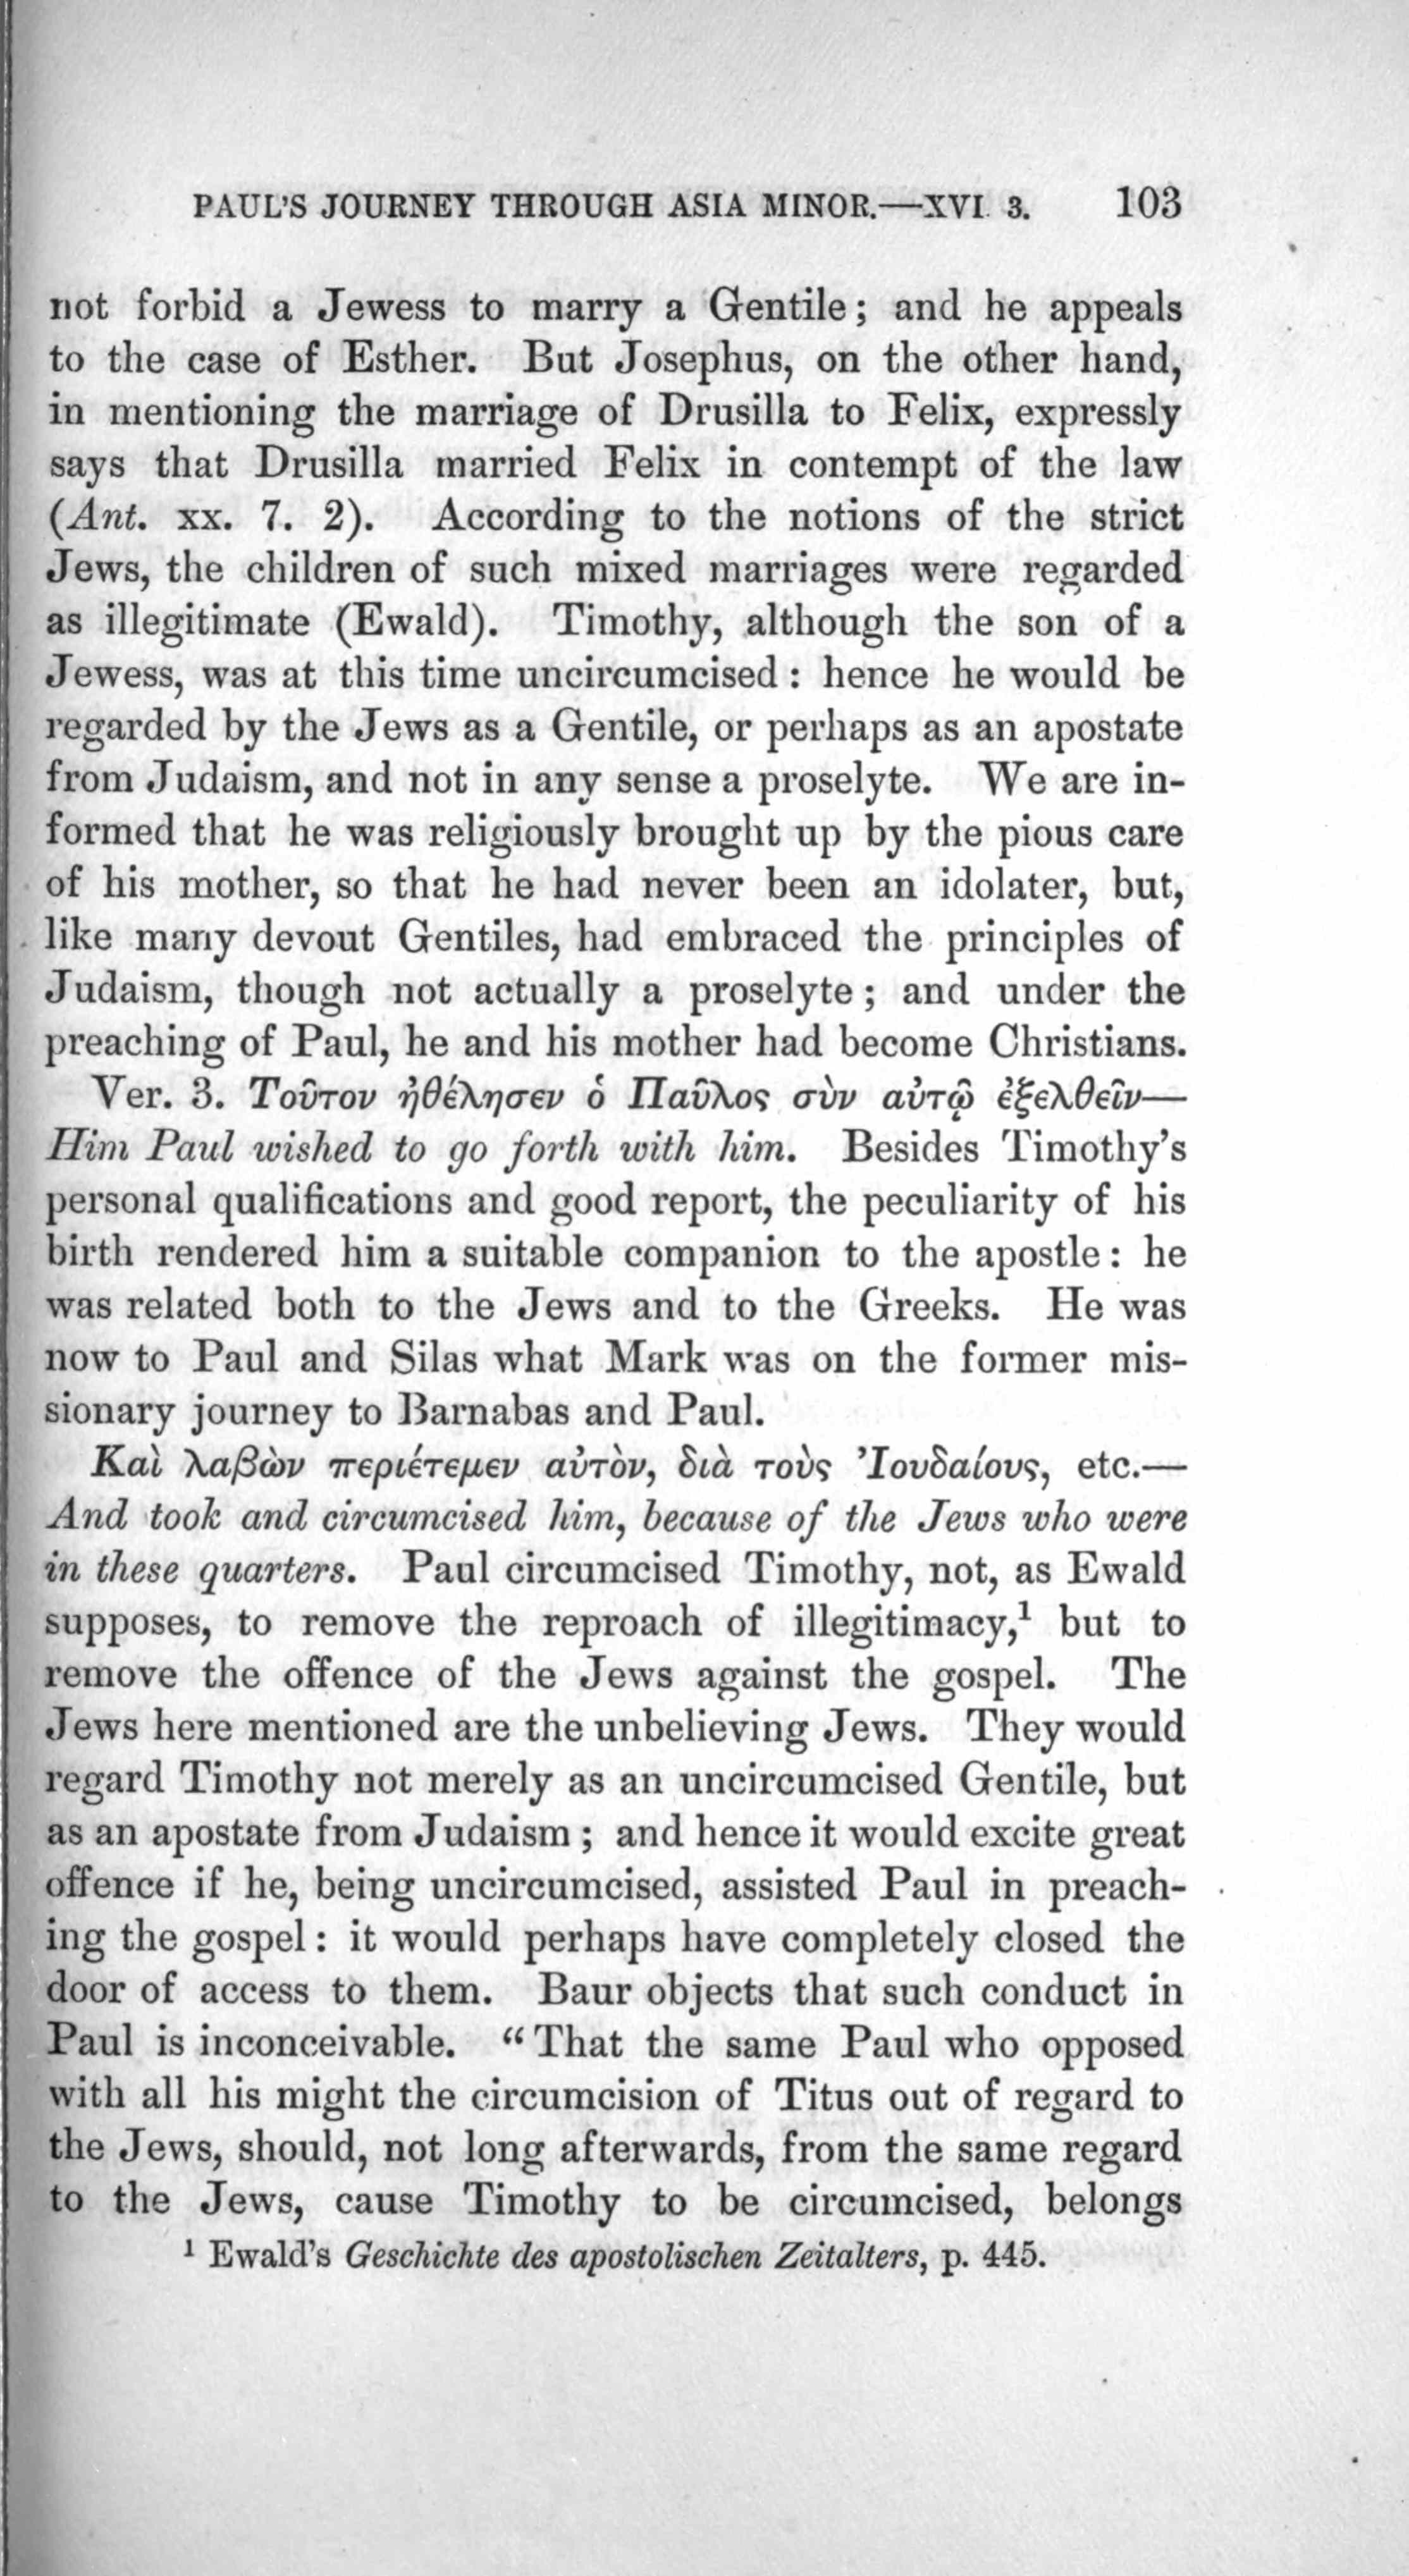 PAUL'S JOURNEY THROUGH ASIA MINOR.—XVI. 3. 103
not forbid a Jewess to marry a Gentile; and he appeals
to the case of Esther. But Josephus, on the other hand,
in mentioning the marriage of Drusilla to Felix, expressly
says that Drusilla married Felix in contempt of the law
(Ant. xx. 7. 2). According to the notions of the strict
Jews, the children of such mixed marriages were regarded
as illegitimate (Ewald). Timothy, although the son of a
Jewess, was at this time uncircumcised: hence he would be
regarded by the Jews as a Gentile, or perhaps as an apostate
from Judaism, and not in any sense a proselyte. We are in-
formed that he was religiously brought up by the pious care
of his mother, so that he had never been an idolater, but,
like many devout Gentiles, had embraced the principles of
Judaism, though not actually a proselyte; and under the
preaching of Paul, he and his mother had become Christians.
Ver. 3. Τοῦτον ἠθέλησεν ὁ Παῦλος σὺν αὐτῷ ἐξελθεῖν—
Him Paul wished to go forth with him. Besides Timothy's
personal qualifications and good report, the peculiarity of his
birth rendered him a suitable companion to the apostle: he
was related both to the Jews and to the Greeks. He was
now to Paul and Silas what Mark was on the former mis-
sionary journey to Barnabas and Paul.
Καὶ λαβὼν περιέτεμεν αὐτὸν, διὰ τοὺς Ἰουδαίους, etc.—
And took and circumcised him, because of the Jews who were
in these quarters. Paul circumcised Timothy, not, as Ewald
supposes, to remove the reproach of illegitimacy,¹ but to
remove the offence of the Jews against the gospel. The
Jews here mentioned are the unbelieving Jews. They would
regard Timothy not merely as an uncircumcised Gentile, but
as an apostate from Judaism; and hence it would excite great
offence if he, being uncircumcised, assisted Paul in preach-
ing the gospel: it would perhaps have completely closed the
door of access to them. Baur objects that such conduct in
Paul is inconceivable. “That the same Paul who opposed
with all his might the circumcision of Titus out of regard to
the Jews, should, not long afterwards, from the same regard
to the Jews, cause Timothy to be circumcised, belongs
¹ Ewald's Geschichte des apostolischen Zeitalters, p. 445.